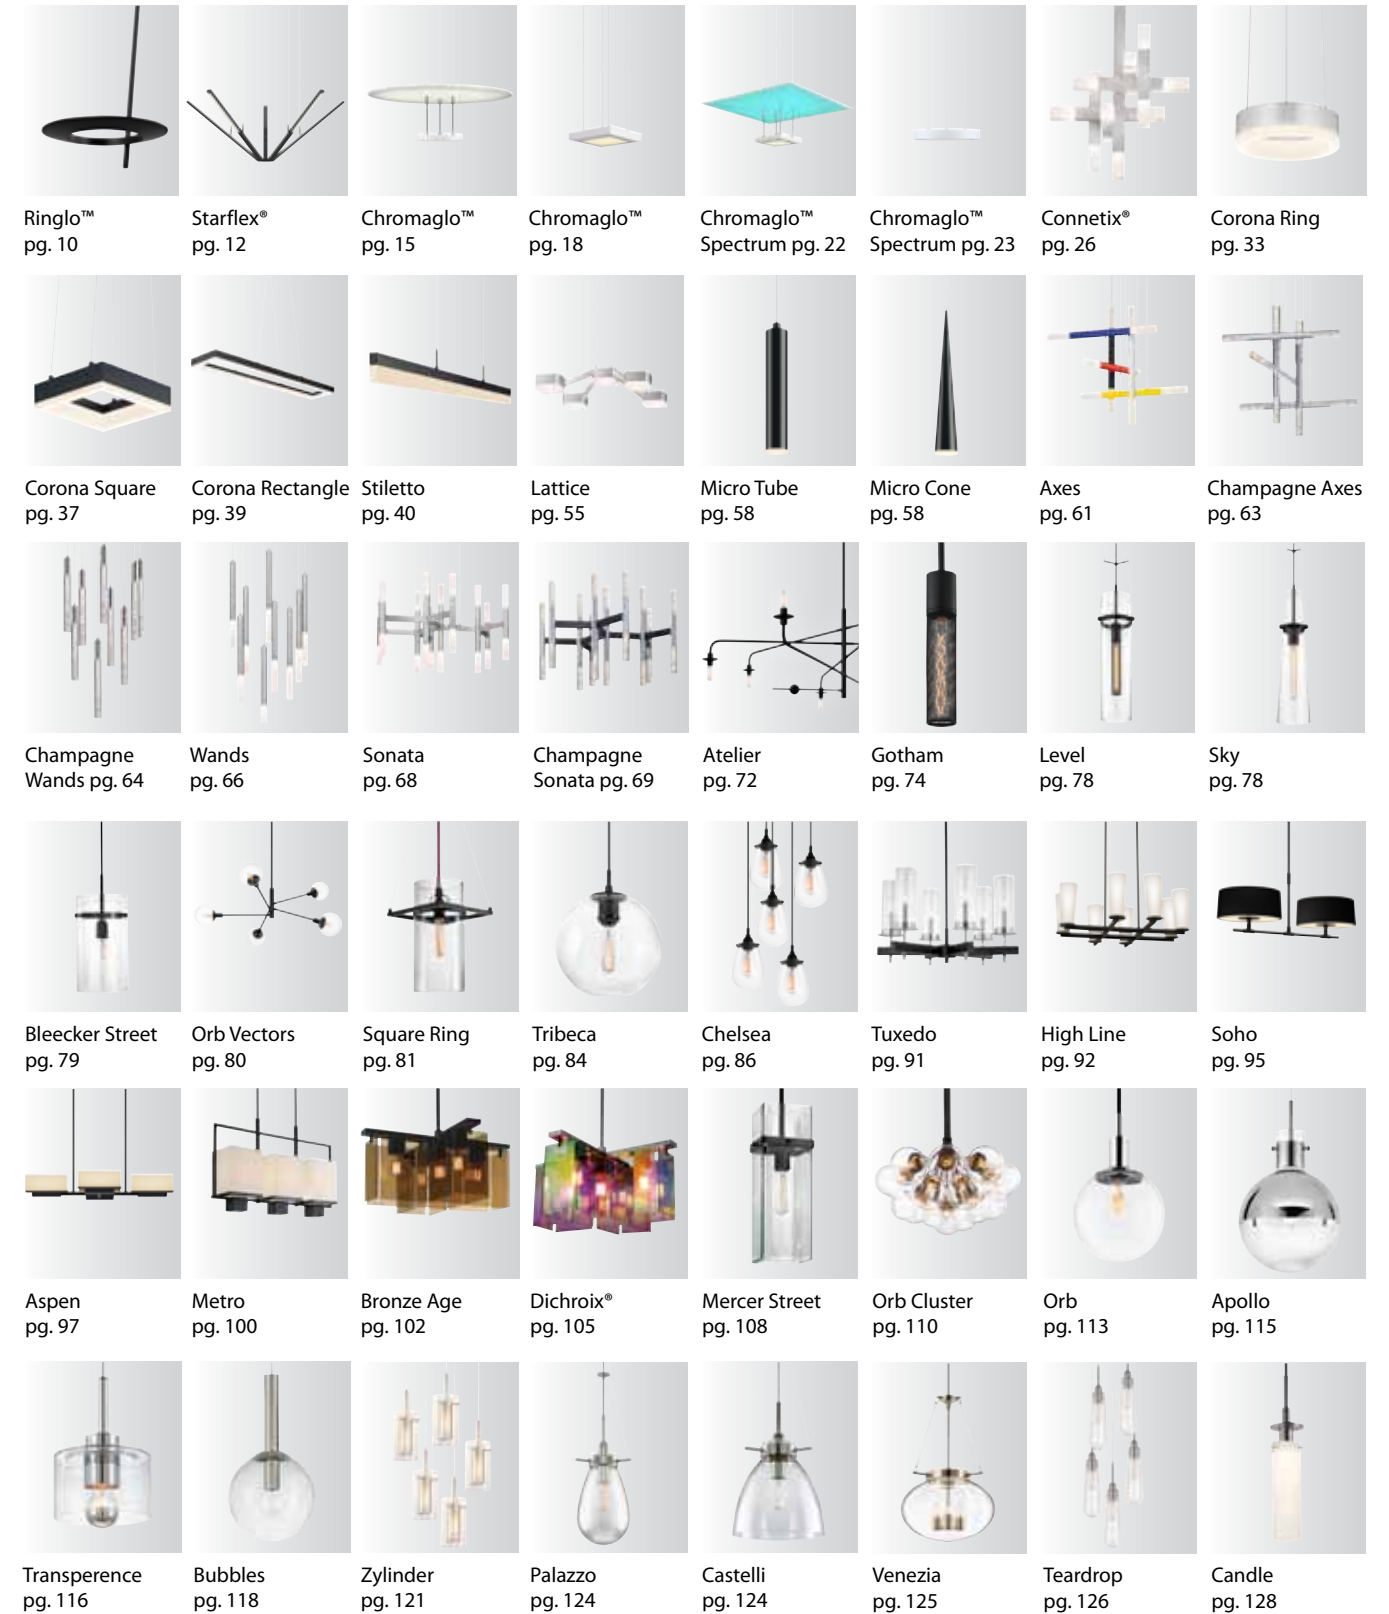 Ringlo™
pg. 10
Starflex®
pg. 12
Chromaglo™
pg. 15
Chromaglo™
pg. 18
Chromaglo™
Spectrum pg. 22
Chromaglo™
Spectrum pg. 23
Connetix®
pg. 26
Corona Ring
pg. 33
Corona Square
pg. 37
Corona Rectangle
pg. 39
Stiletto
pg. 40
Lattice
pg. 55
Micro Tube
pg. 58
Micro Cone
pg. 58
Axes
pg. 61
Champagne Axes
pg. 63
Champagne
Wands pg. 64
Wands
pg. 66
Sonata
pg. 68
Champagne
Sonata pg. 69
Atelier
pg. 72
Gotham
pg. 74
Level
pg. 78
Sky
pg. 78
Bleecker Street
pg. 79
Orb Vectors
pg. 80
Square Ring
pg. 81
Tribeca
pg. 84
Chelsea
pg. 86
Tuxedo
pg. 91
High Line
pg. 92
Soho
pg. 95
Aspen
pg. 97
Metro
pg. 100
Bronze Age
pg. 102
Dichroix®
pg. 105
Mercer Street
pg. 108
Orb Cluster
pg. 110
Orb
pg. 113
Apollo
pg. 115
Transperence
pg. 116
Bubbles
pg. 118
Zylinder
pg. 121
Palazzo
pg. 124
Castelli
pg. 124
Venezia
pg. 125
Teardrop
pg. 126
Candle
pg. 128